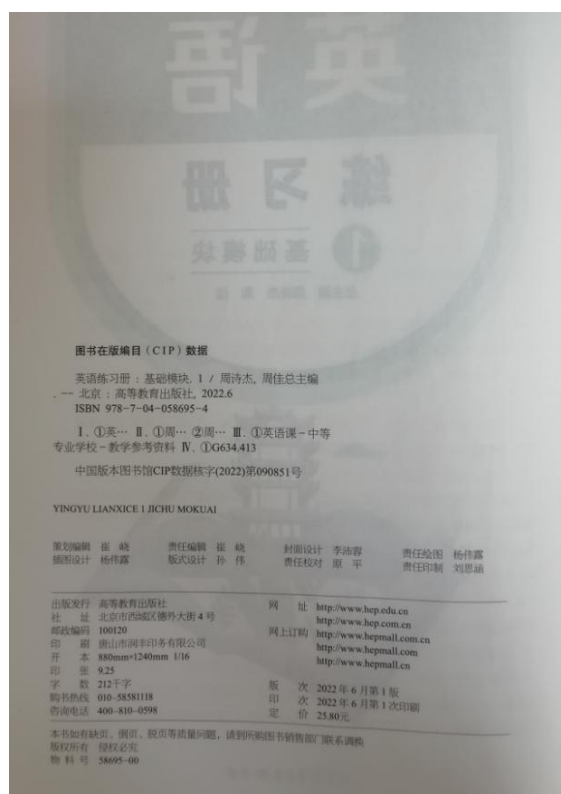 英语
练习册
1 基础模块
图书在版编目（CIP）数据
英语练习册：基础模块. 1 / 周诗杰, 周佳总主编
. -- 北京：高等教育出版社, 2022.6
ISBN 978-7-04-058695-4
Ⅰ. ①英… Ⅱ. ①周… ②周… Ⅲ. ①英语课－中等
专业学校－教学参考资料 Ⅳ. ①G634.413
中国版本图书馆CIP数据核字(2022)第090851号
YINGYU LIANXICE 1 JICHU MOKUAI
策划编辑 崔 晓 责任编辑 崔 晓 封面设计 李沛蓉 责任绘图 杨伟露
插图设计 杨伟露 版式设计 孙 伟 责任校对 原 平 责任印制 刘思涵
出版发行 高等教育出版社
社 址 北京市西城区德外大街4号
邮政编码 100120
印 刷 唐山市润丰印务有限公司
开 本 880mm×1240mm 1/16
印 张 9.25
字 数 212千字
购书热线 010-58581118
咨询电话 400-810-0598
网 址 http://www.hep.edu.cn
http://www.hep.com.cn
网上订购 http://www.hepmall.com.cn
http://www.hepmall.com
http://www.hepmall.cn
版 次 2022年6月第1版
印 次 2022年6月第1次印刷
定 价 25.80元
本书如有缺页、倒页、脱页等质量问题，请到所购图书销售部门联系调换
版权所有 侵权必究
物 料 号 58695-00